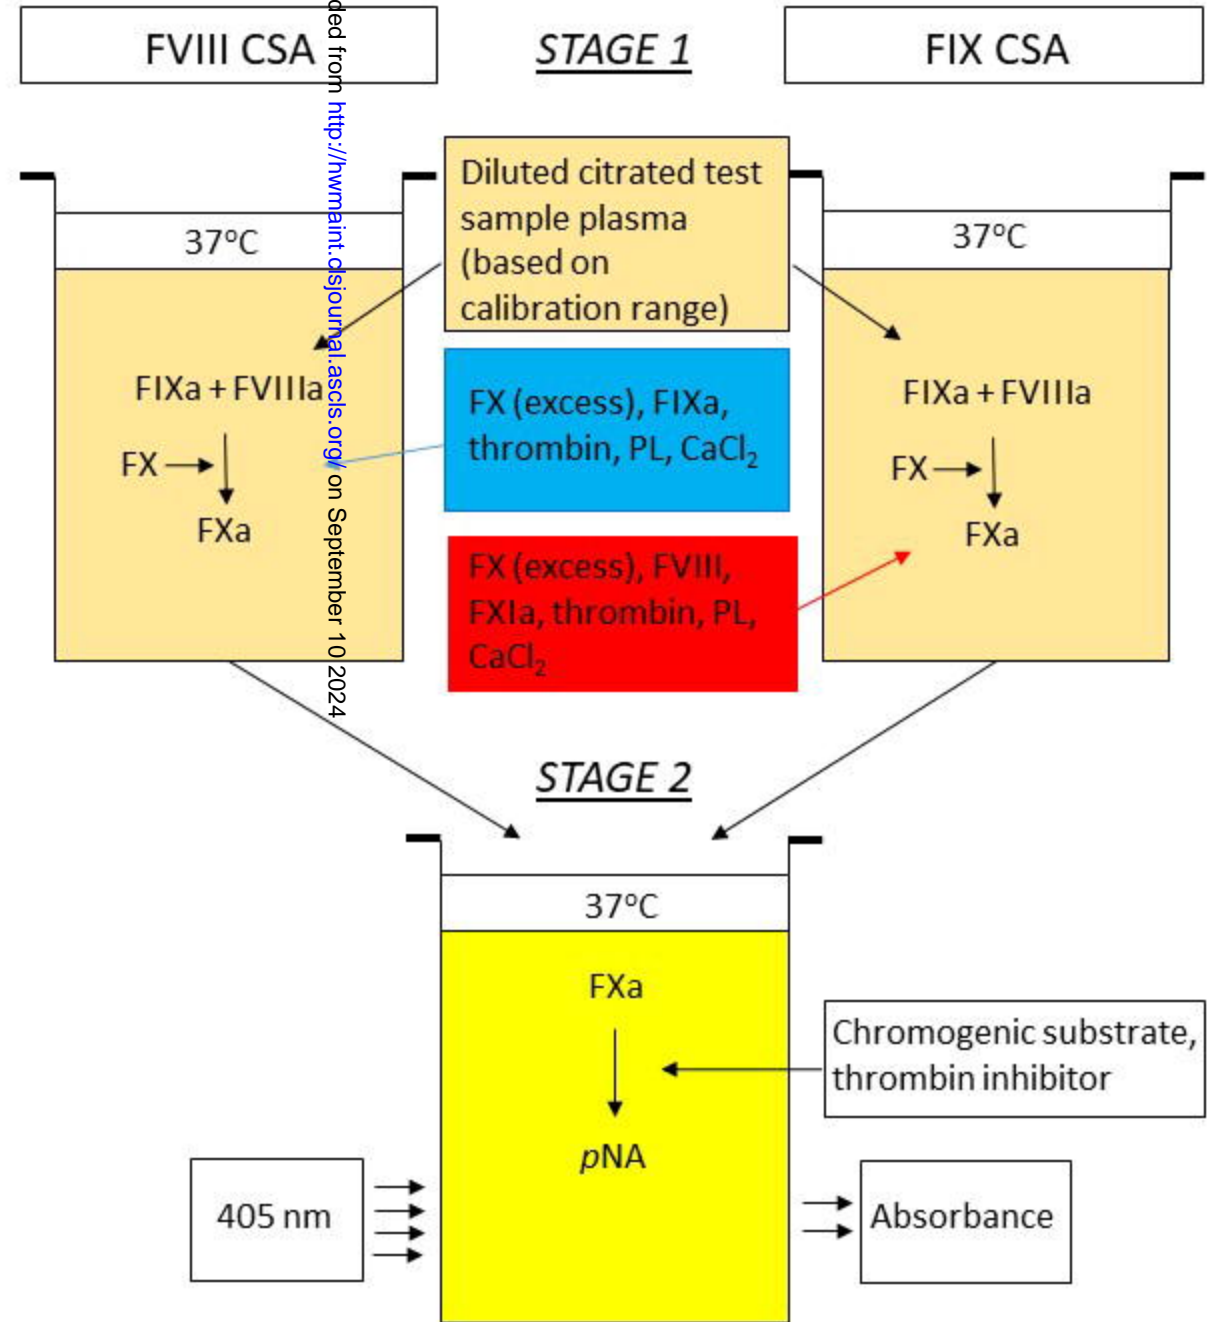 FVIII CSA
STAGE 1
FIX CSA
Diluted citrated test
sample plasma
(based on
calibration range)
37°C
FIXa + FVIIIa
FX
FXa
FX (excess), FIXa,
thrombin, PL, CaCl₂
FX (excess), FVIII,
FXIa, thrombin, PL,
CaCl₂
37°C
FIXa + FVIIIa
FX
FXa
ded from http://hwmaint.clsjournal.ascls.org/ on September 10 2024
STAGE 2
37°C
FXa
Chromogenic substrate,
thrombin inhibitor
pNA
405 nm
Absorbance